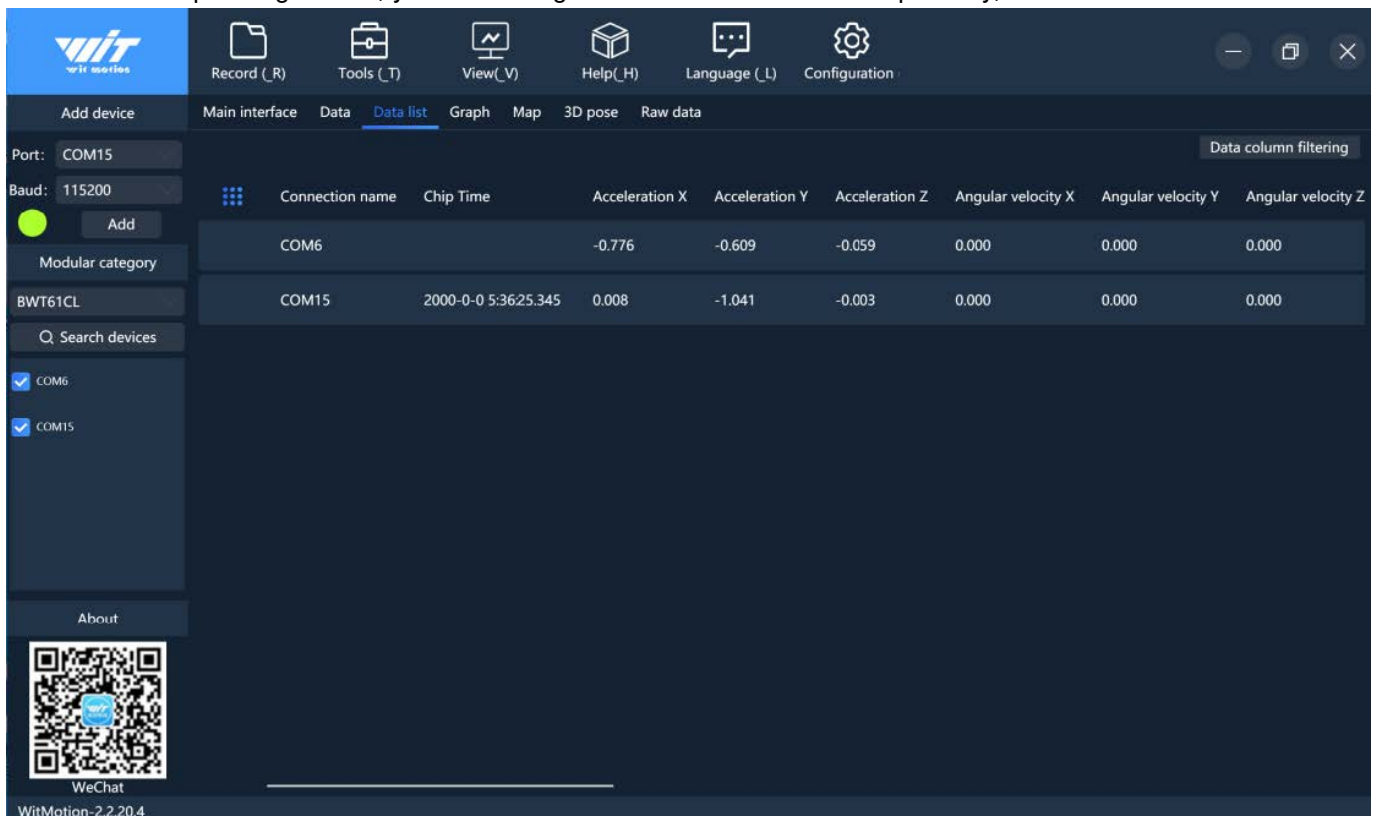 WiT
wit motion
Record (_R)
Tools (_T)
View(_V)
Help(_H)
Language (_L)
Configuration
Add device
Main interface Data Data list Graph Map 3D pose Raw data
Port: COM15
Data column filtering
Baud: 115200
Connection name Chip Time Acceleration X Acceleration Y Acceleration Z Angular velocity X Angular velocity Y Angular velocity Z
Add
COM6 -0.776 -0.609 -0.059 0.000 0.000 0.000
Modular category
BWT61CL
COM15 2000-0-0 5:36:25.345 0.008 -1.041 -0.003 0.000 0.000 0.000
Search devices
COM6
COM15
About
WeChat
WitMotion-2.2.20.4